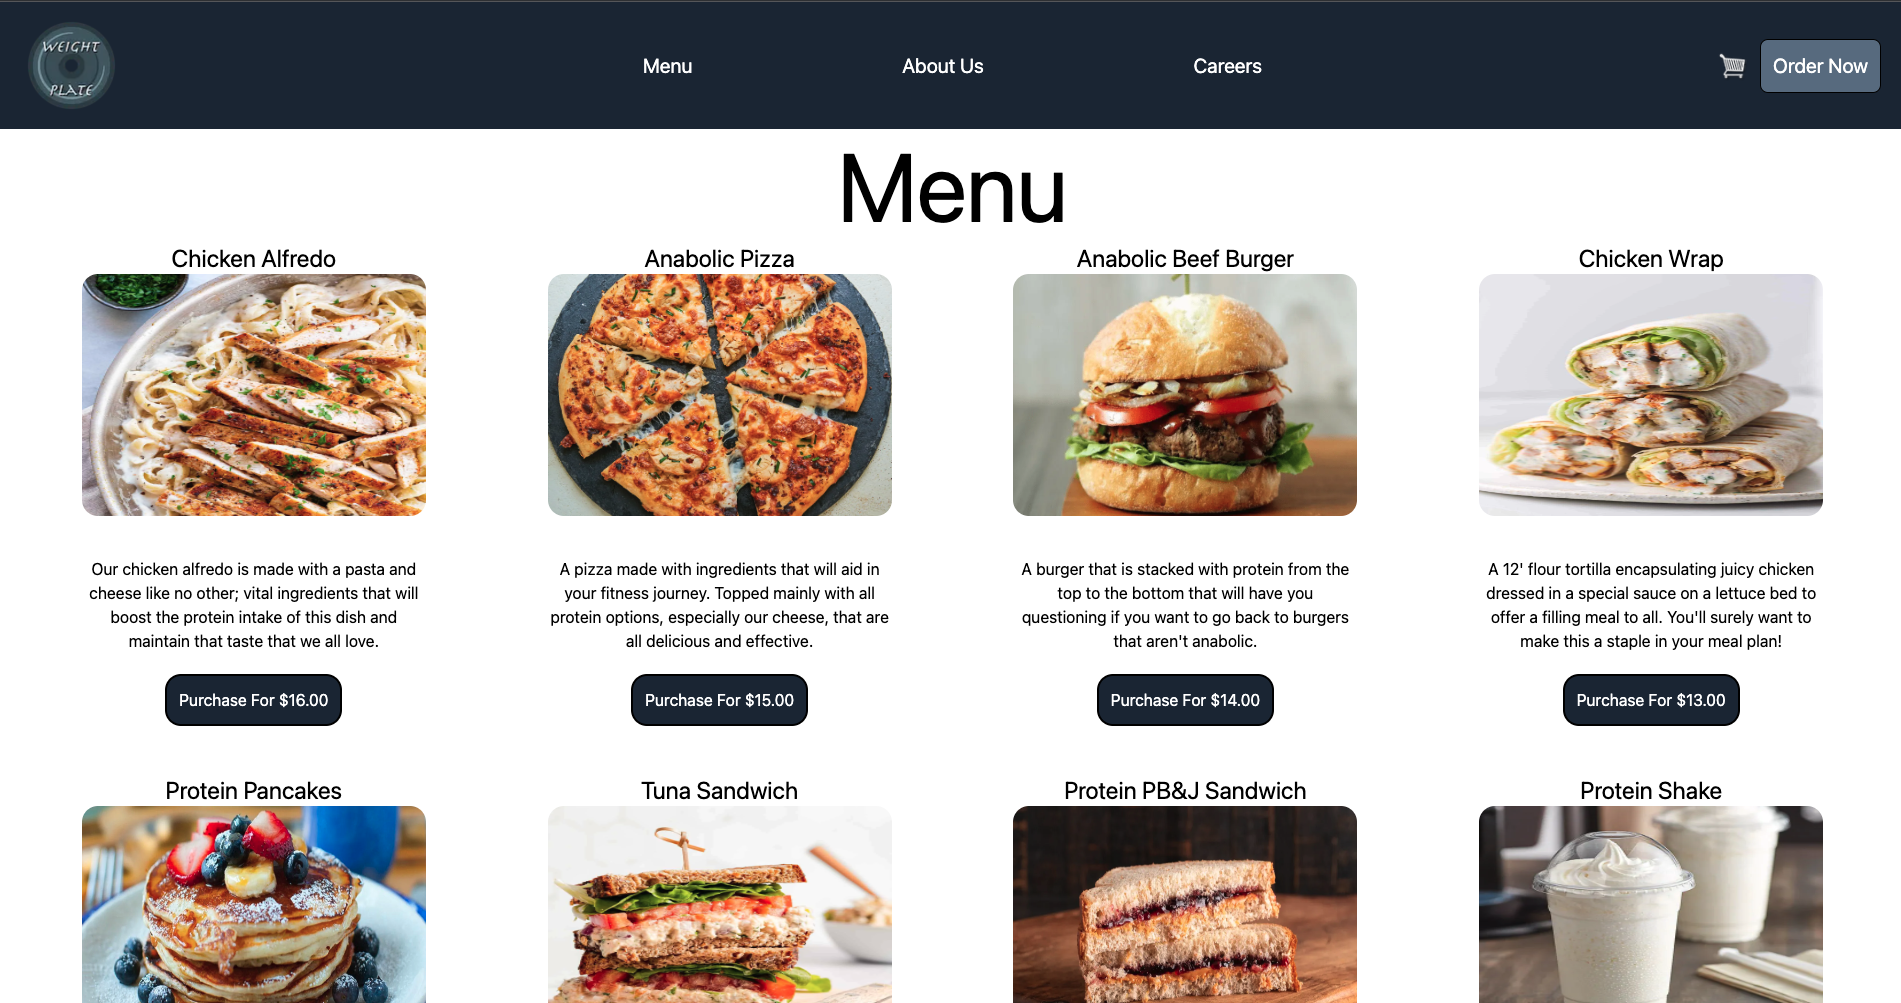 WEIGHT
PLATE
Menu
About Us
Careers
Order Now
Menu
Chicken Alfredo
Anabolic Pizza
Anabolic Beef Burger
Chicken Wrap
Our chicken alfredo is made with a pasta and
cheese like no other; vital ingredients that will
boost the protein intake of this dish and
maintain that taste that we all love.
A pizza made with ingredients that will aid in
your fitness journey. Topped mainly with all
protein options, especially our cheese, that are
all delicious and effective.
A burger that is stacked with protein from the
top to the bottom that will have you
questioning if you want to go back to burgers
that aren't anabolic.
A 12' flour tortilla encapsulating juicy chicken
dressed in a special sauce on a lettuce bed to
offer a filling meal to all. You'll surely want to
make this a staple in your meal plan!
Purchase For $16.00
Purchase For $15.00
Purchase For $14.00
Purchase For $13.00
Protein Pancakes
Tuna Sandwich
Protein PB&J Sandwich
Protein Shake